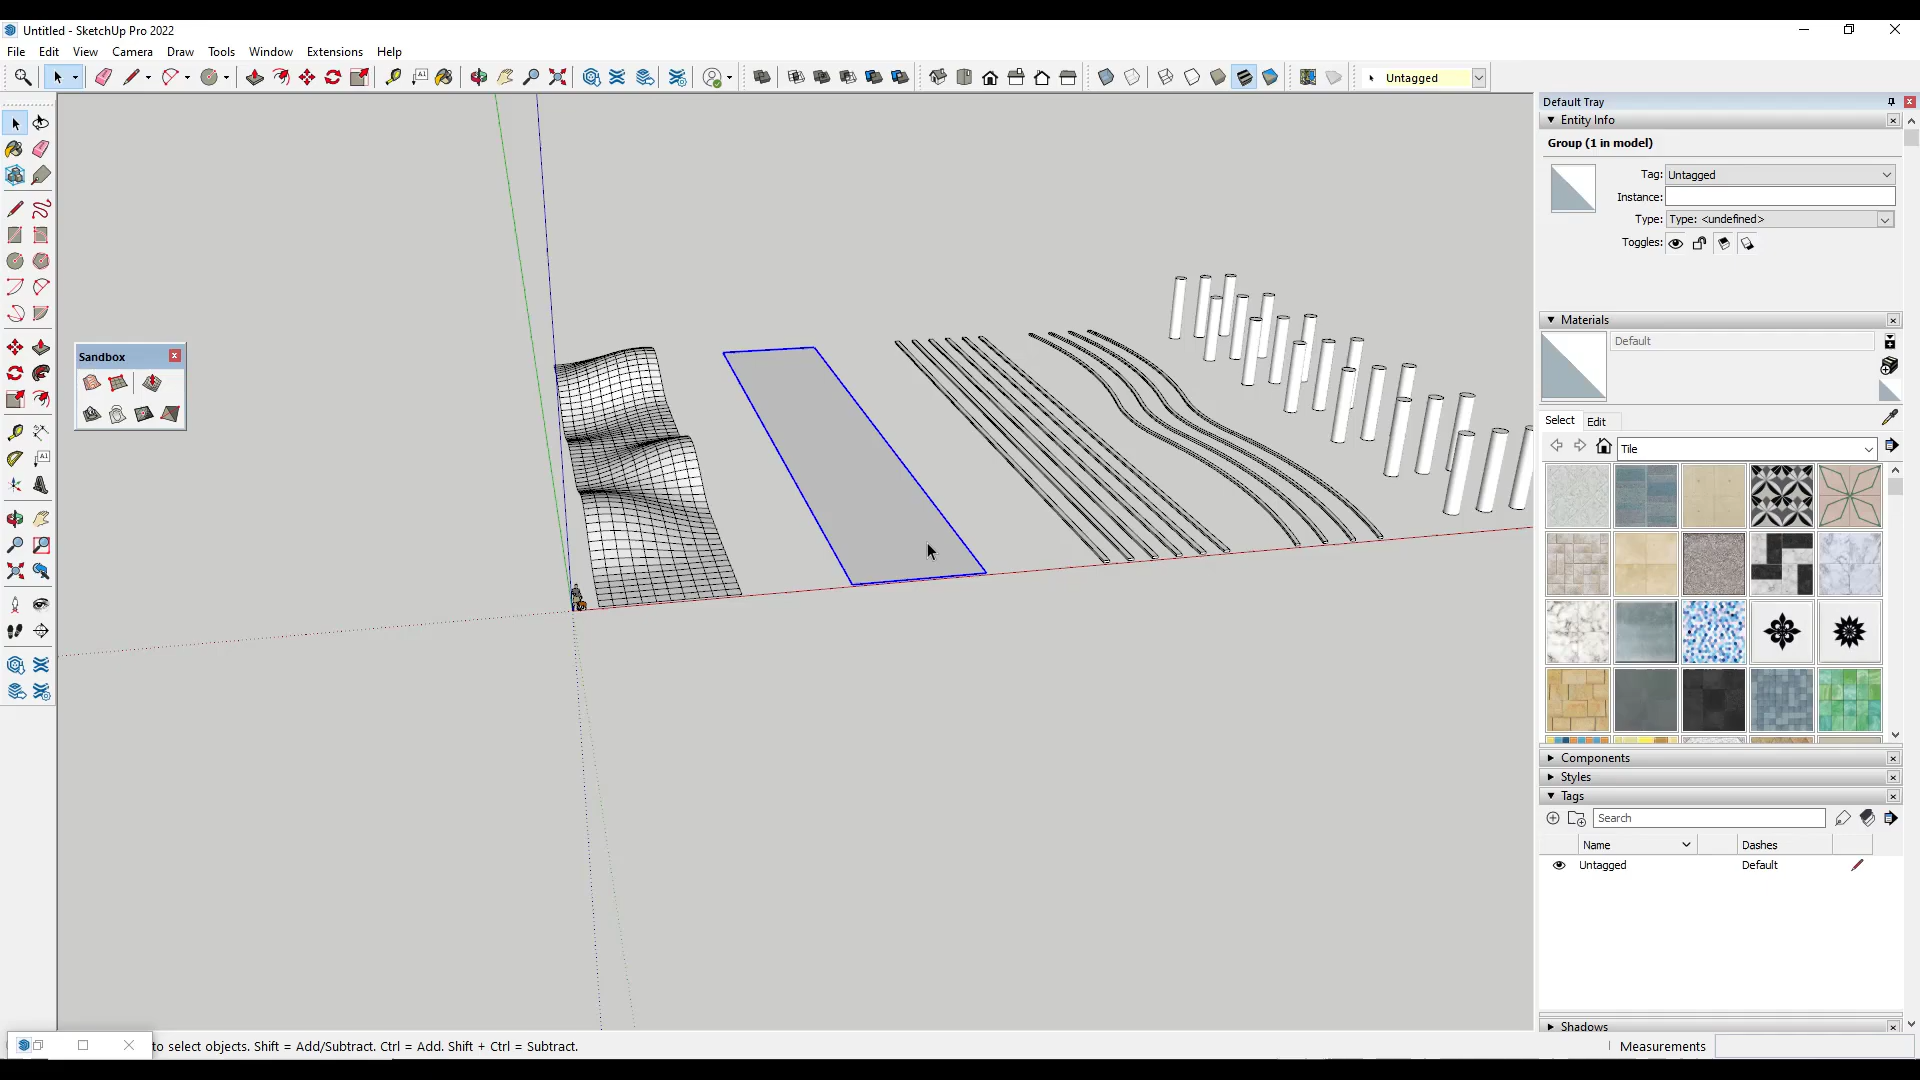 Untitled - SketchUp Pro 2022
File Edit View Camera Draw Tools Window Extensions Help
Untagged
Default Tray
Entity Info
Group (1 in model)
Tag: Untagged
Instance:
Type: Type: <undefined>
Toggles:
Sandbox
Materials
Default
Select Edit
Tile
Components
Styles
Tags
Search
Name Dashes
Untagged Default
Shadows
to select objects. Shift = Add/Subtract. Ctrl = Add. Shift + Ctrl = Subtract.
Measurements